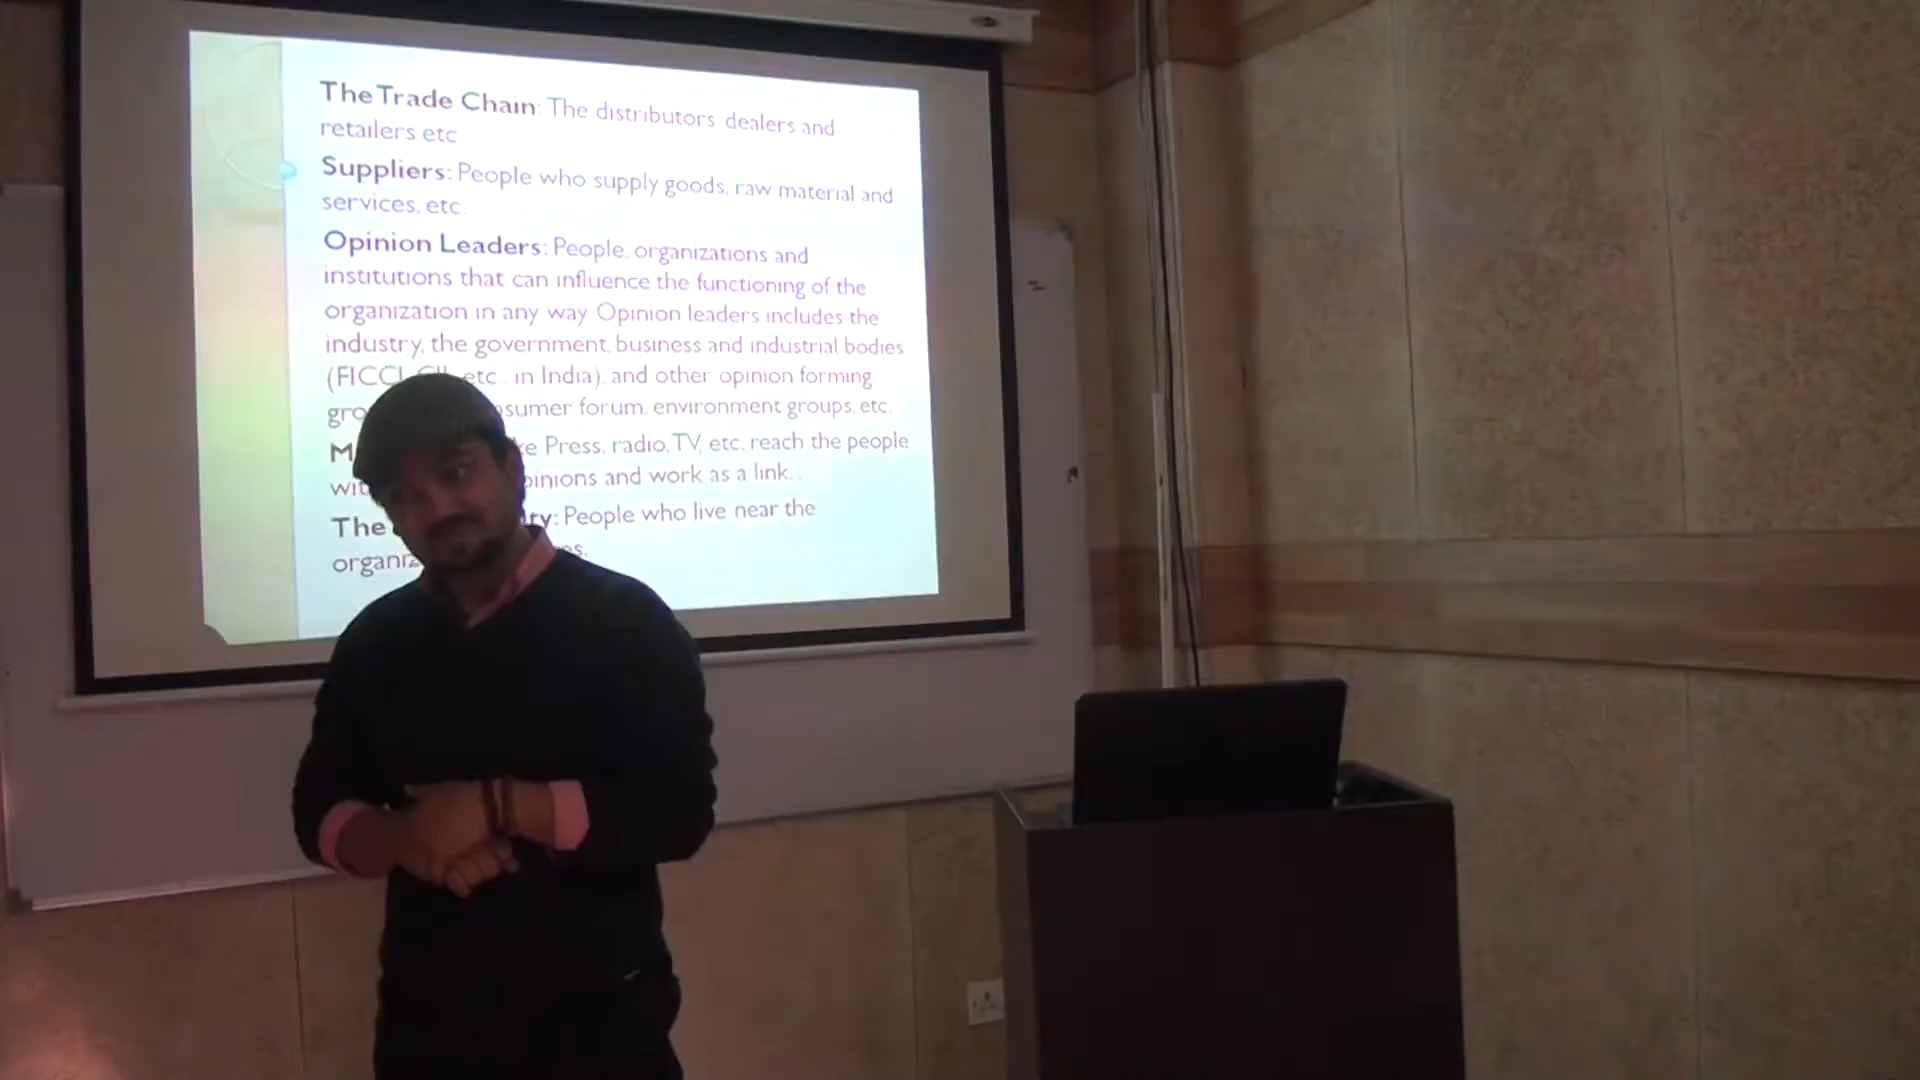 The Trade Chain: The distributors dealers and
retailers etc.
Suppliers: People who supply goods, raw material and
services, etc.
Opinion Leaders: People, organizations and
institutions that can influence the functioning of the
organization in any way Opinion leaders includes the
industry, the government, business and industrial bodies
(FICCI, etc.. in India), and other opinion forming
forum, environment groups, etc.
Press, radio, TV, etc, reach the people
and work as a link. .
The People who live near the